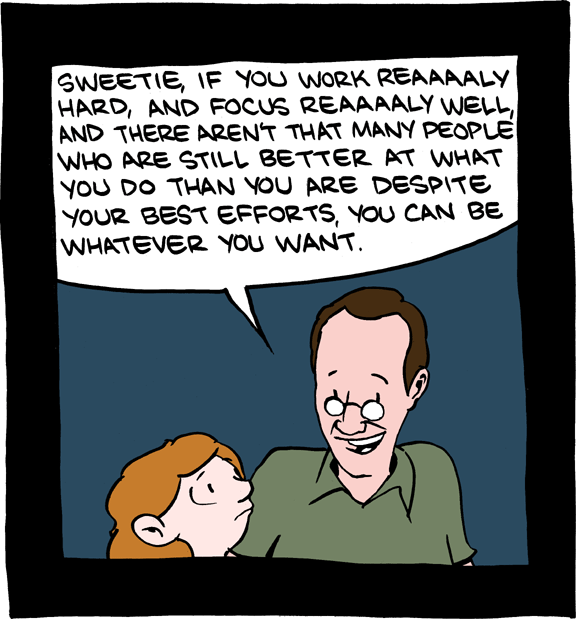 SWEETIE, IF YOU WORK REAAAALY
HARD, AND FOCUS REAAAALY WELL,
AND THERE AREN'T THAT MANY PEOPLE
WHO ARE STILL BETTER AT WHAT
YOU DO THAN YOU ARE DESPITE
YOUR BEST EFFORTS, YOU CAN BE
WHATEVER YOU WANT.